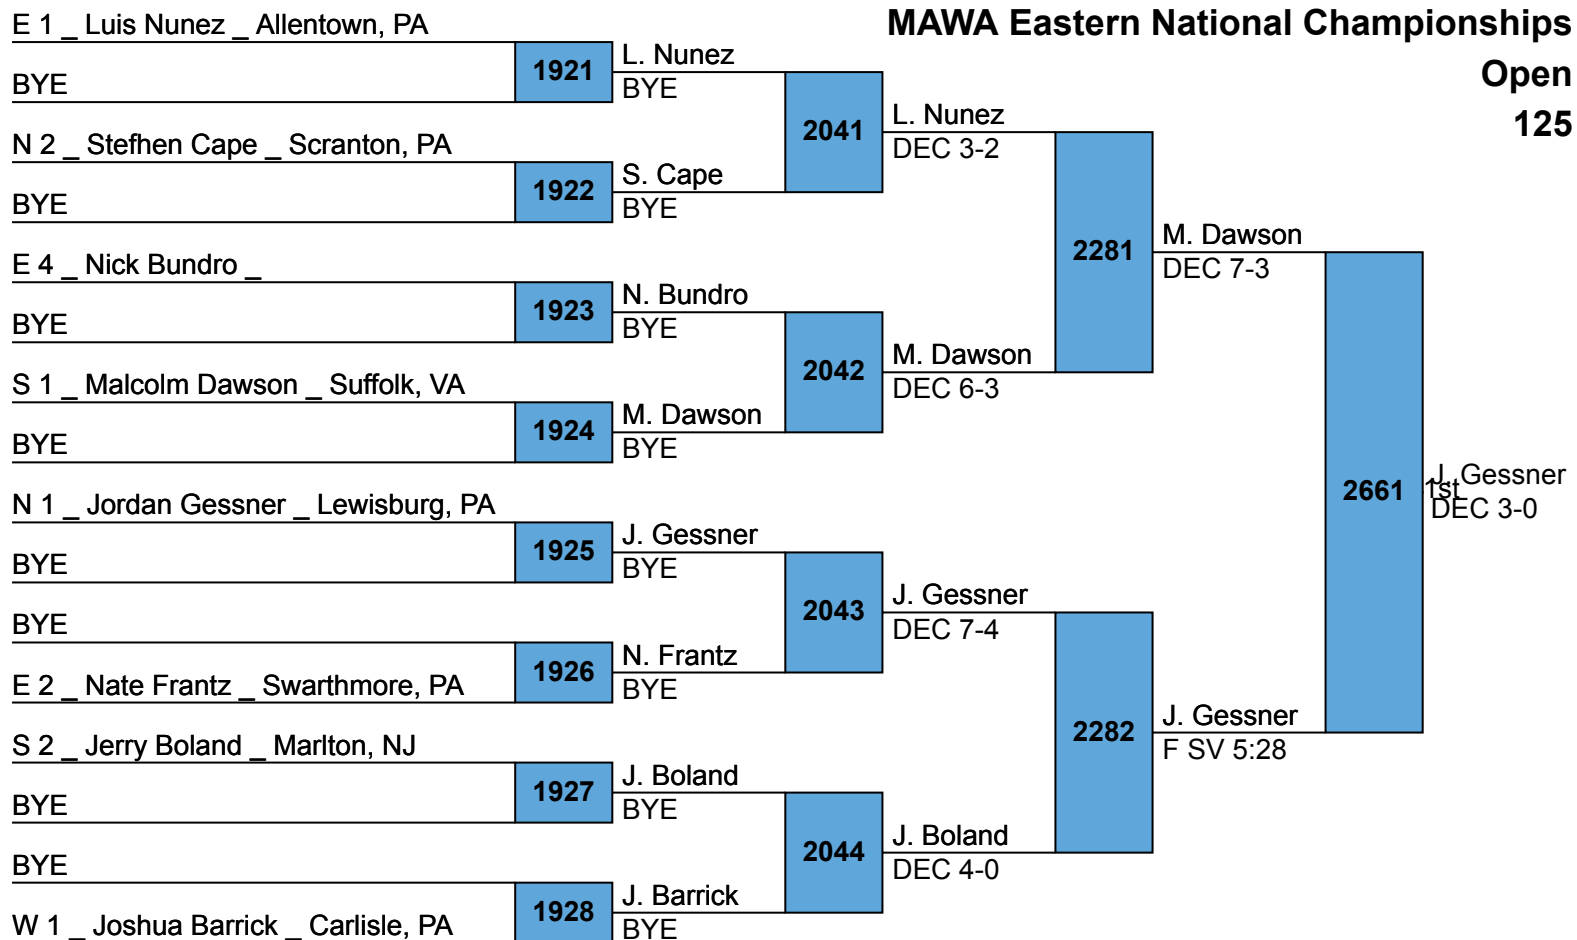 MAWA Eastern National Championships
Open
125
E 1 _ Luis Nunez _ Allentown, PA
BYE
1921
L. Nunez
BYE
N 2 _ Stefhen Cape _ Scranton, PA
BYE
1922
S. Cape
BYE
2041
L. Nunez
DEC 3-2
E 4 _ Nick Bundro _
BYE
1923
N. Bundro
BYE
S 1 _ Malcolm Dawson _ Suffolk, VA
BYE
1924
M. Dawson
BYE
2042
M. Dawson
DEC 6-3
2281
M. Dawson
DEC 7-3
N 1 _ Jordan Gessner _ Lewisburg, PA
BYE
1925
J. Gessner
BYE
BYE
E 2 _ Nate Frantz _ Swarthmore, PA
1926
N. Frantz
BYE
2043
J. Gessner
DEC 7-4
S 2 _ Jerry Boland _ Marlton, NJ
BYE
1927
J. Boland
BYE
BYE
W 1 _ Joshua Barrick _ Carlisle, PA
1928
J. Barrick
BYE
2044
J. Boland
DEC 4-0
2282
J. Gessner
F SV 5:28
2661
J. Gessner
1st
DEC 3-0